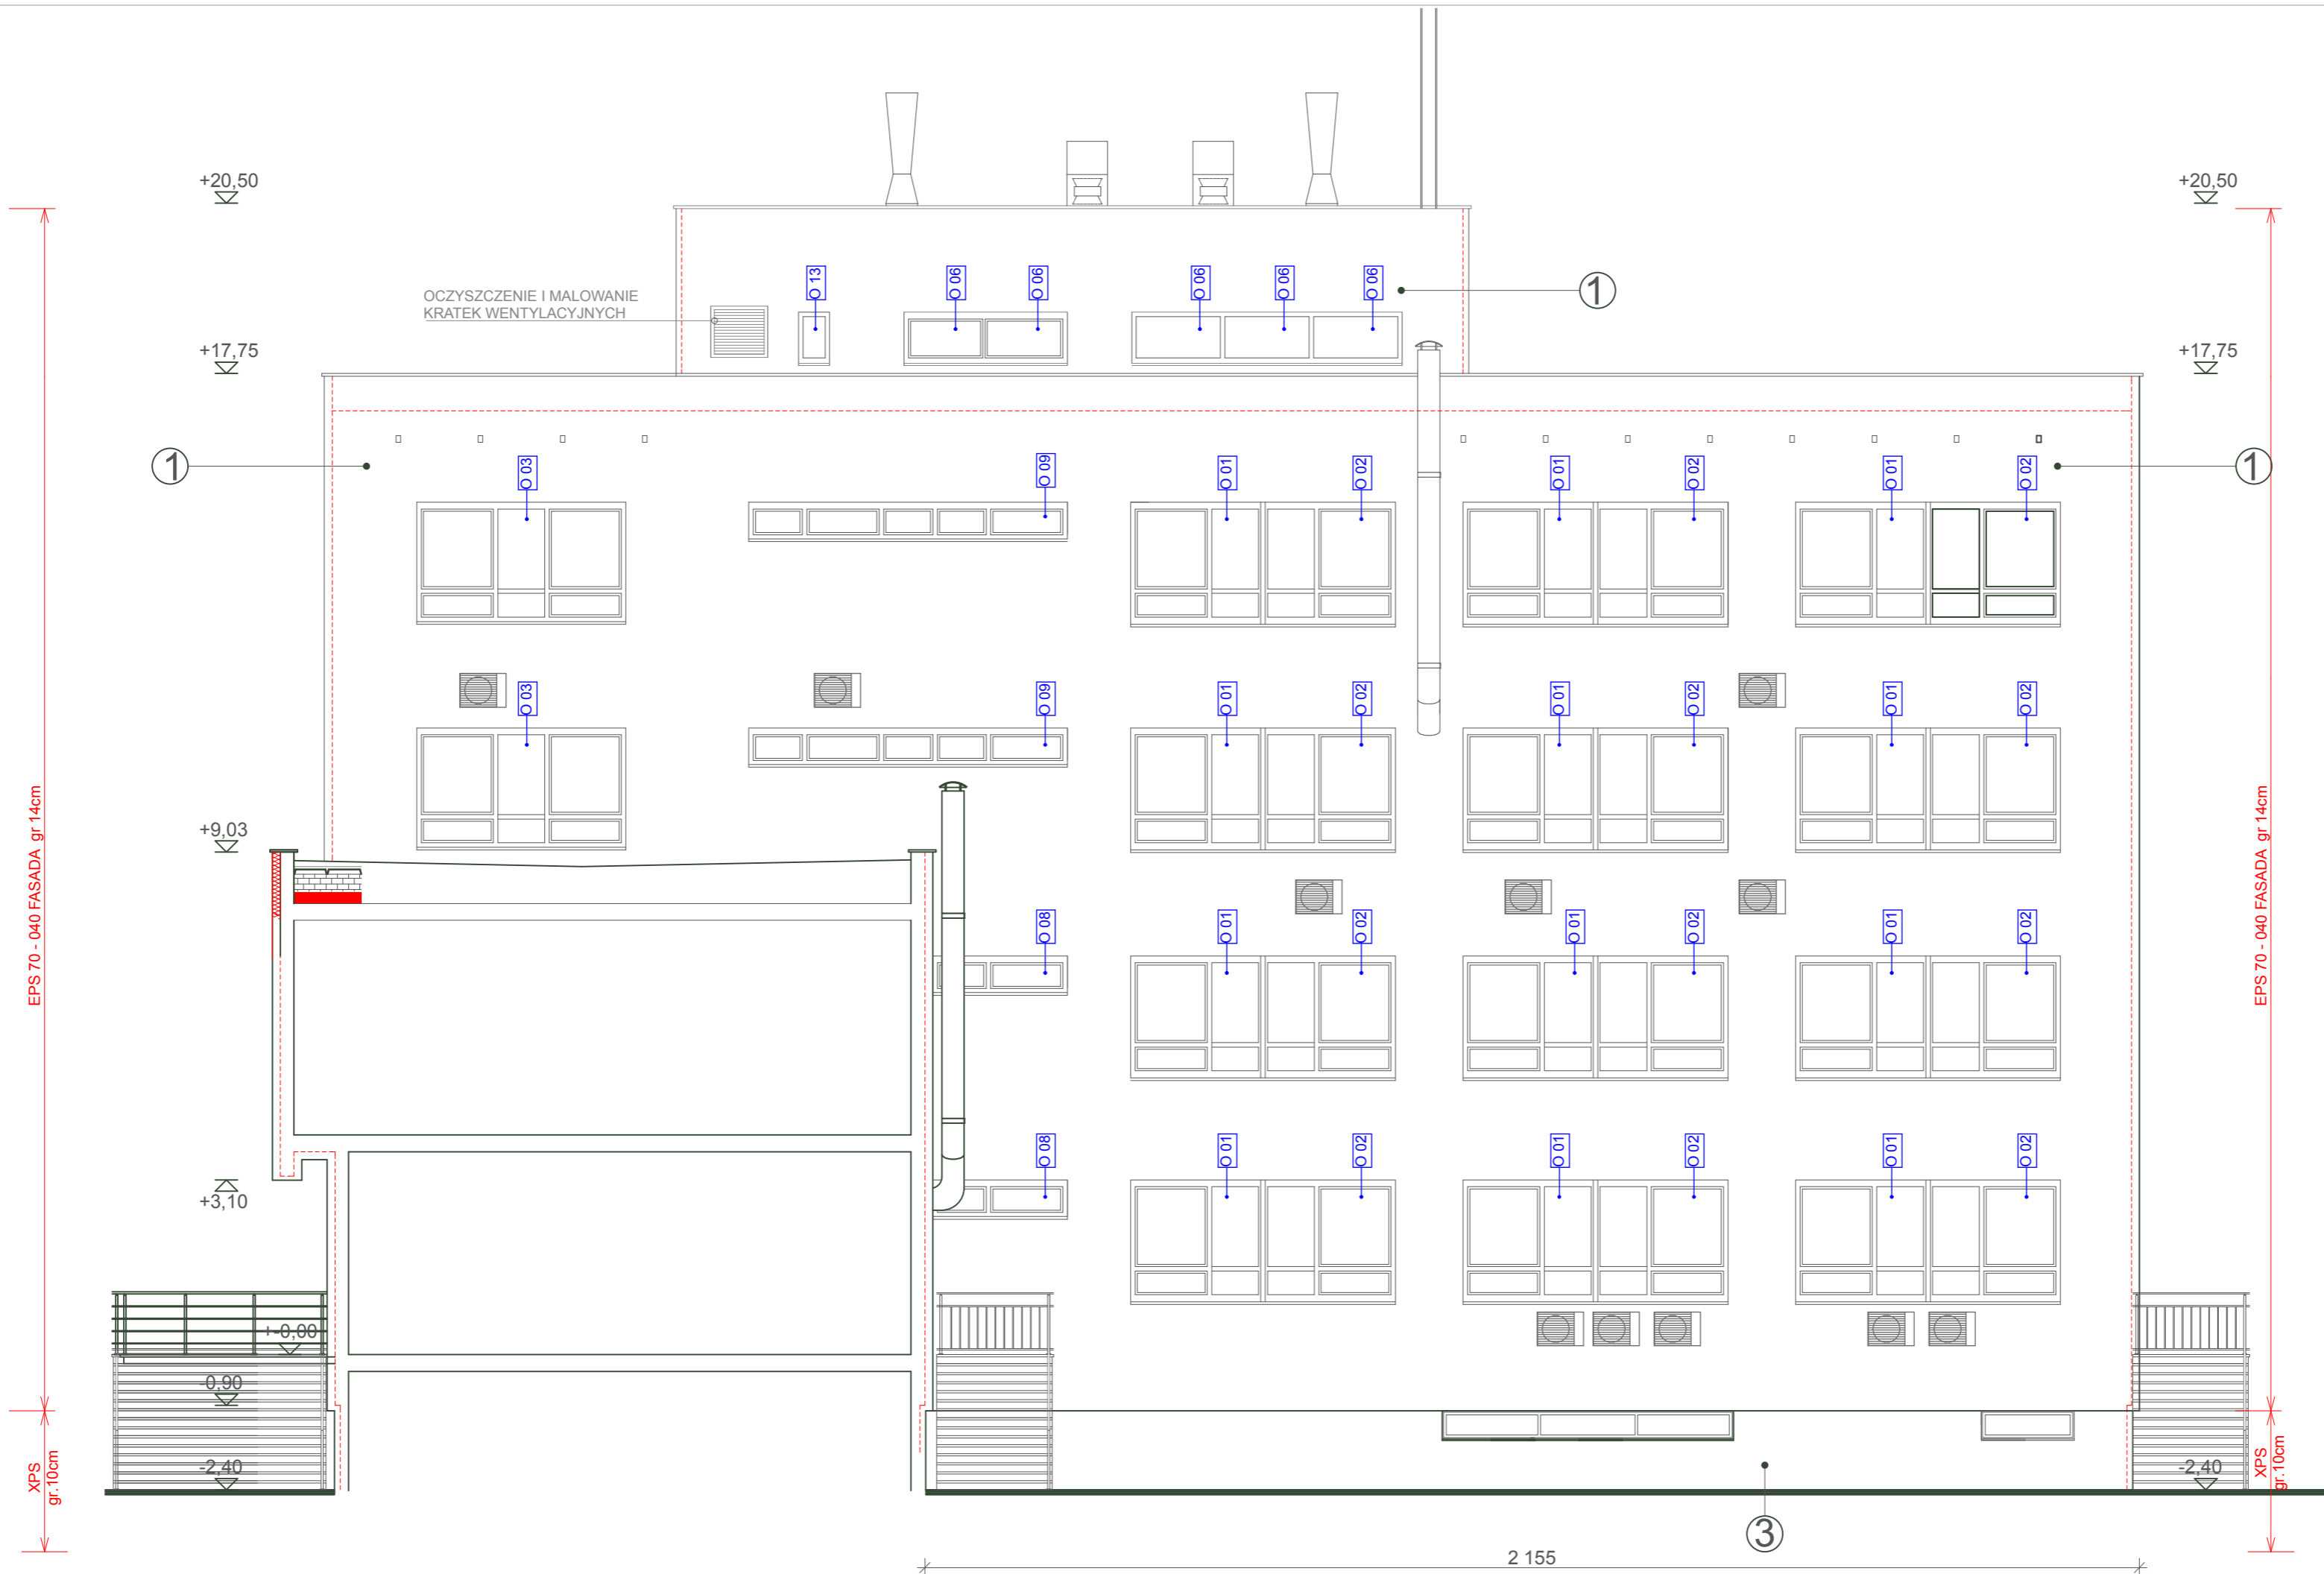 +20,50
+20,50
O 13
O 06
O 06
O 06
O 06
O 06
OCZYSZCZENIE I MALOWANIE
KRATEK WENTYLACYJNYCH
1
+17,75
+17,75
1
O 03
O 09
O 01
O 02
O 01
O 02
O 01
O 02
1
O 03
O 09
O 01
O 02
O 01
O 02
O 01
O 02
EPS 70 - 040 FASADA gr 14cm
+9,03
EPS 70 - 040 FASADA gr 14cm
O 08
O 01
O 02
O 01
O 02
O 01
O 02
O 08
O 01
O 02
O 01
O 02
O 01
O 02
+3,10
+-0,00
-0,90
-2,40
-2,40
XPS
gr.10cm
XPS
gr.10cm
3
2 155